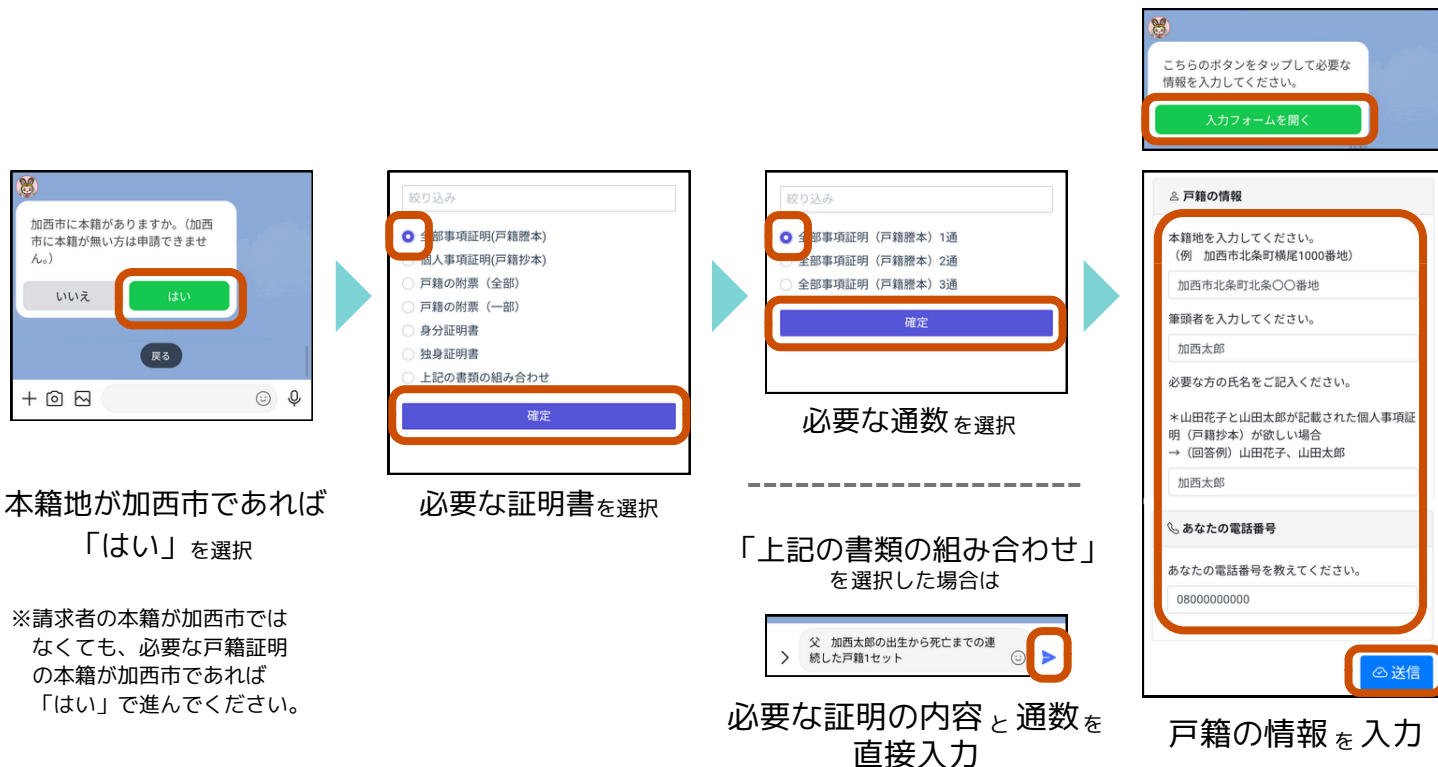 加西市に本籍がありますか。(加西
市に本籍が無い方は申請できませ
ん。)
いいえ
はい
戻る
本籍地が加西市であれば
「はい」を選択
※請求者の本籍が加西市では
なくても、必要な戸籍証明
の本籍が加西市であれば
「はい」で進んでください。
絞り込み
全部事項証明(戸籍謄本)
個人事項証明(戸籍抄本)
戸籍の附票（全部）
戸籍の附票（一部）
身分証明書
独身証明書
上記の書類の組み合わせ
確定
必要な証明書を選択
絞り込み
全部事項証明（戸籍謄本）1通
全部事項証明（戸籍謄本）2通
全部事項証明（戸籍謄本）3通
確定
必要な通数を選択
「上記の書類の組み合わせ」
を選択した場合は
父　加西太郎の出生から死亡までの連
続した戸籍1セット
必要な証明の内容と通数を
直接入力
こちらのボタンをタップして必要な
情報を入力してください。
入力フォームを開く
戸籍の情報
本籍地を入力してください。
（例　加西市北条町横尾1000番地）
加西市北条町北条〇〇番地
筆頭者を入力してください。
加西太郎
必要な方の氏名をご記入ください。
＊山田花子と山田太郎が記載された個人事項証
明（戸籍抄本）が欲しい場合
→（回答例）山田花子、山田太郎
加西太郎
あなたの電話番号
あなたの電話番号を教えてください。
08000000000
送信
戸籍の情報を入力